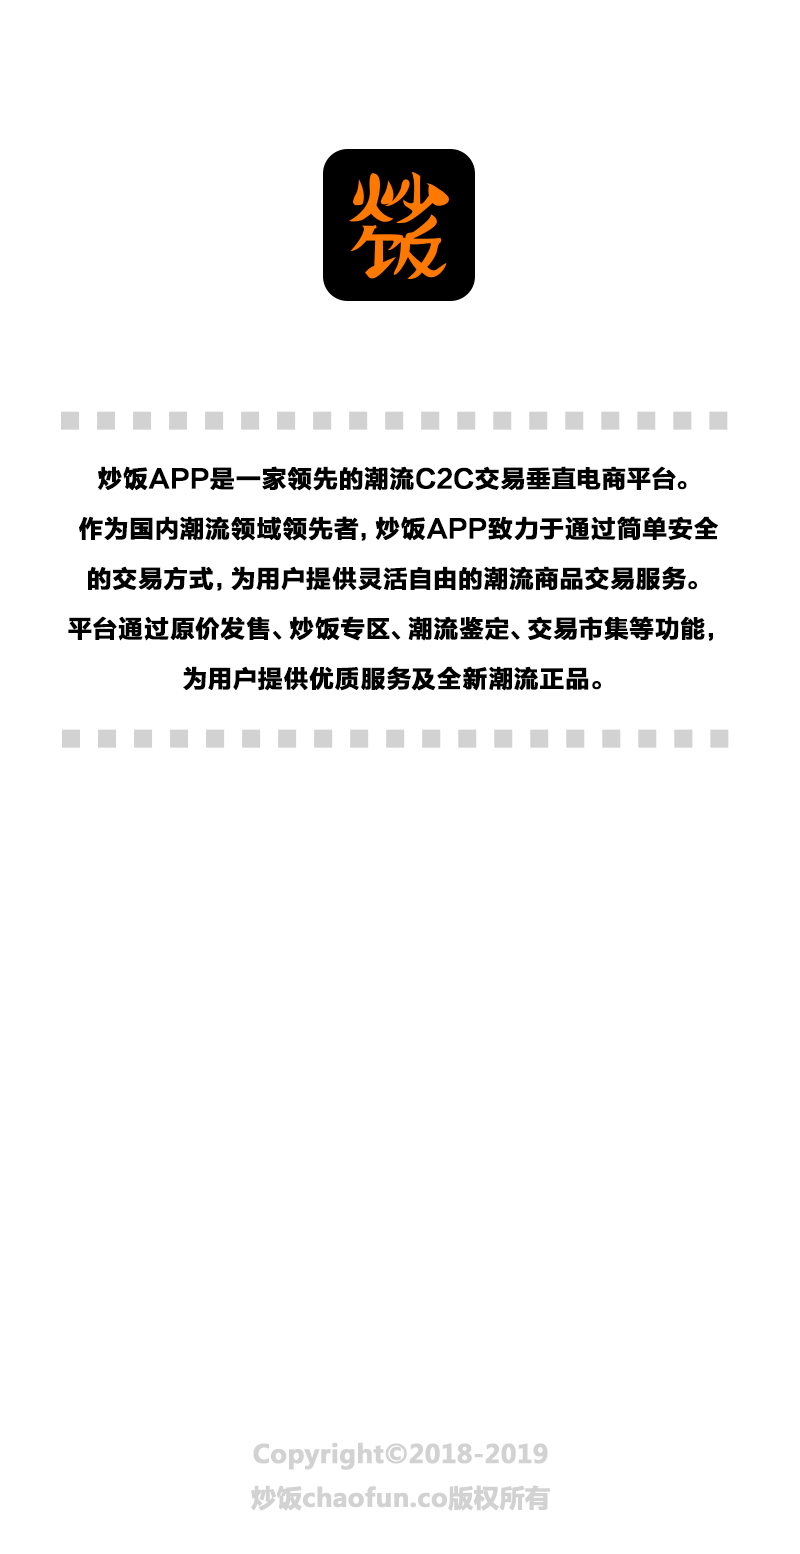 炒饭
炒饭APP是一家领先的潮流C2C交易垂直电商平台。
作为国内潮流领域领先者，炒饭APP致力于通过简单安全
的交易方式，为用户提供灵活自由的潮流商品交易服务。
平台通过原价发售、炒饭专区、潮流鉴定、交易市集等功能，
为用户提供优质服务及全新潮流正品。
Copyright©2018-2019
炒饭chaofun.co版权所有